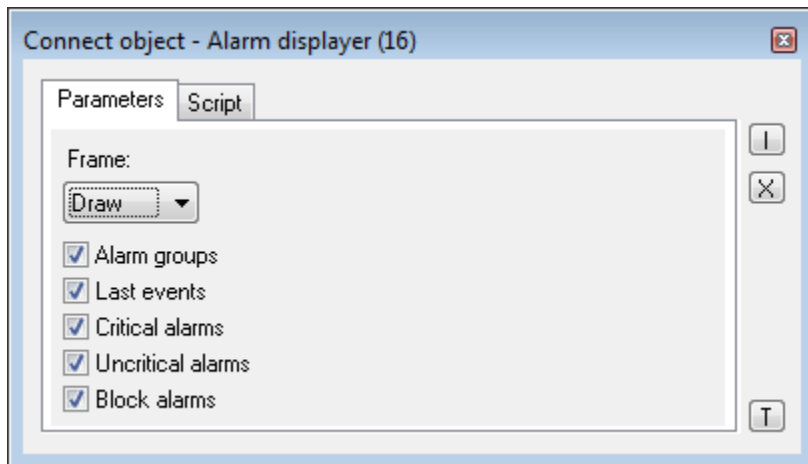 Connect object - Alarm displayer (16)
Parameters
Script
Frame:
Draw
Alarm groups
Last events
Critical alarms
Uncritical alarms
Block alarms
I
X
T